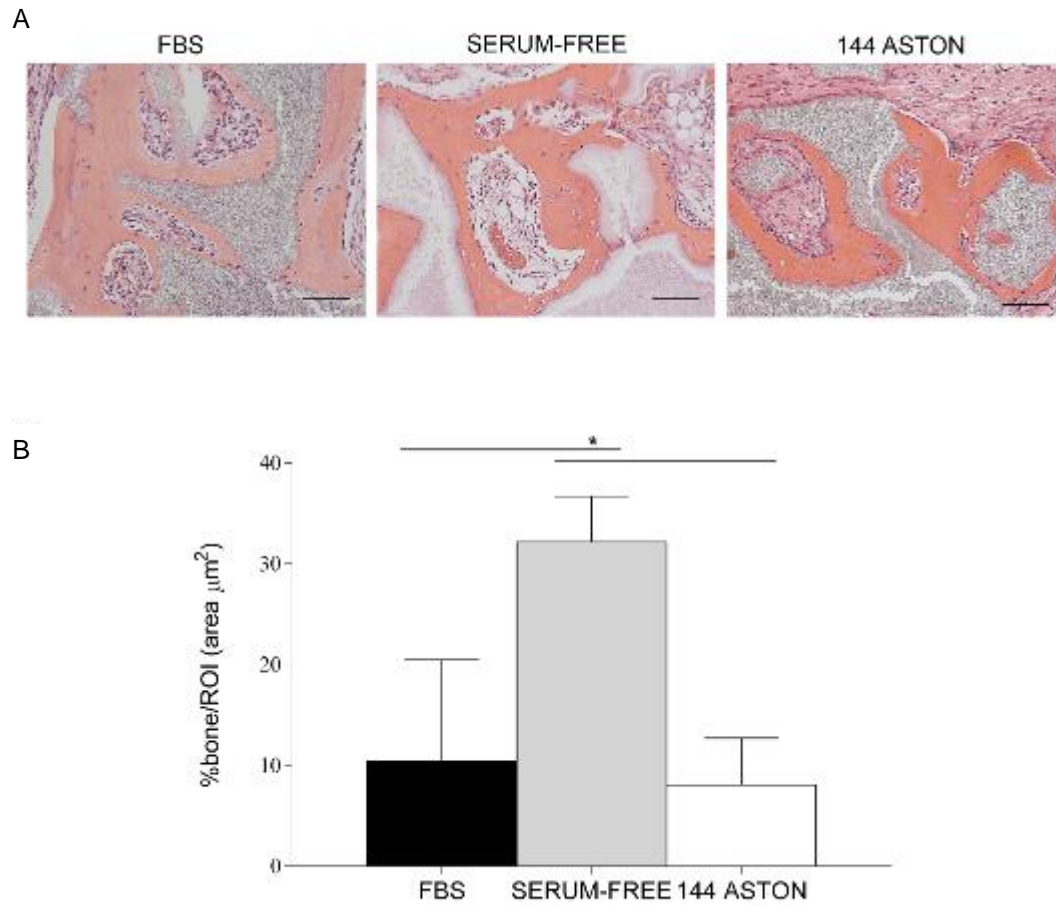 A
FBS SERUM-FREE 144 ASTON
B
*
40
30
20
10
0
%bone/ROI (area μm²)
FBS SERUM-FREE 144 ASTON